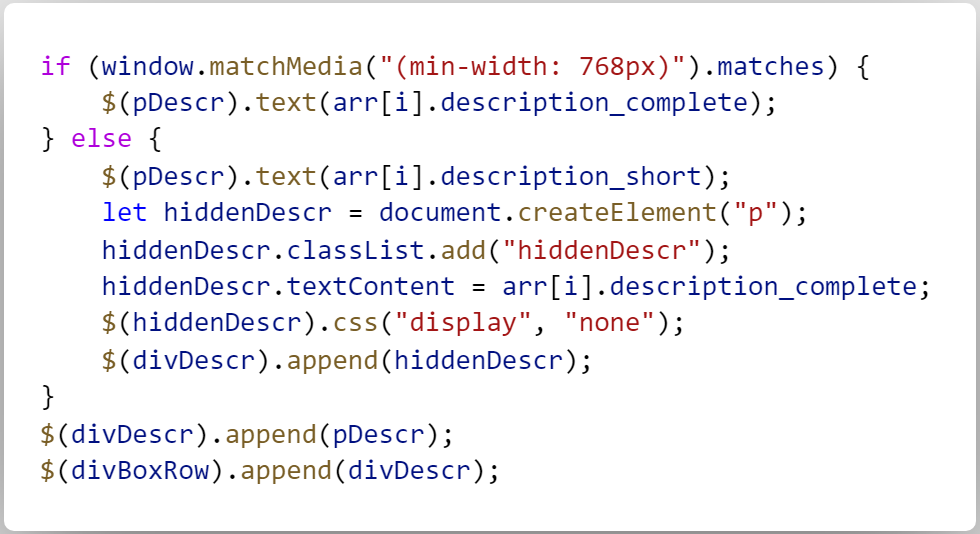 if (window.matchMedia("(min-width: 768px)").matches) {
    $(pDescr).text(arr[i].description_complete);
} else {
    $(pDescr).text(arr[i].description_short);
    let hiddenDescr = document.createElement("p");
    hiddenDescr.classList.add("hiddenDescr");
    hiddenDescr.textContent = arr[i].description_complete;
    $(hiddenDescr).css("display", "none");
    $(divDescr).append(hiddenDescr);
}
$(divDescr).append(pDescr);
$(divBoxRow).append(divDescr);